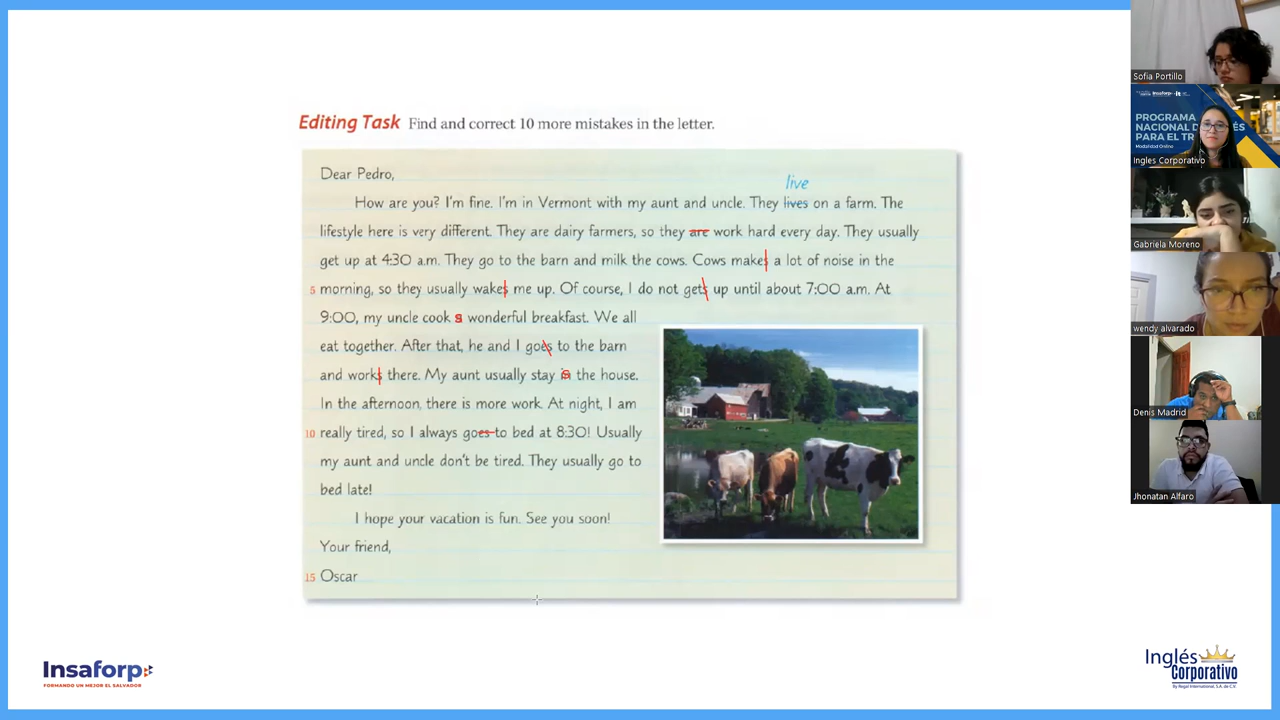 Editing Task Find and correct 10 more mistakes in the letter.
Dear Pedro,
live
How are you? I'm fine. I'm in Vermont with my aunt and uncle. They lives on a farm. The
lifestyle here is very different. They are dairy farmers, so they are work hard every day. They usually
get up at 4:30 a.m. They go to the barn and milk the cows. Cows makes a lot of noise in the
5 morning, so they usually wakes me up. Of course, I do not gets up until about 7:00 a.m. At
9:00, my uncle cook s wonderful breakfast. We all
eat together. After that, he and I goes to the barn
and works there. My aunt usually stay s the house.
In the afternoon, there is more work. At night, I am
10 really tired, so I always goes to bed at 8:30! Usually
my aunt and uncle don't be tired. They usually go to
bed late!
I hope your vacation is fun. See you soon!
Your friend,
15 Oscar
Insaforp
FORMANDO UN MEJOR EL SALVADOR
Inglés
Corporativo
By Regal International, S.A. de C.V.
Sofia Portillo
Insaforp
PROGRAMA
NACIONAL D
PARA EL TR
Modalidad Online
Ingles Corporativo
Gabriela Moreno
wendy alvarado
Denis Madrid
Jhonatan Alfaro